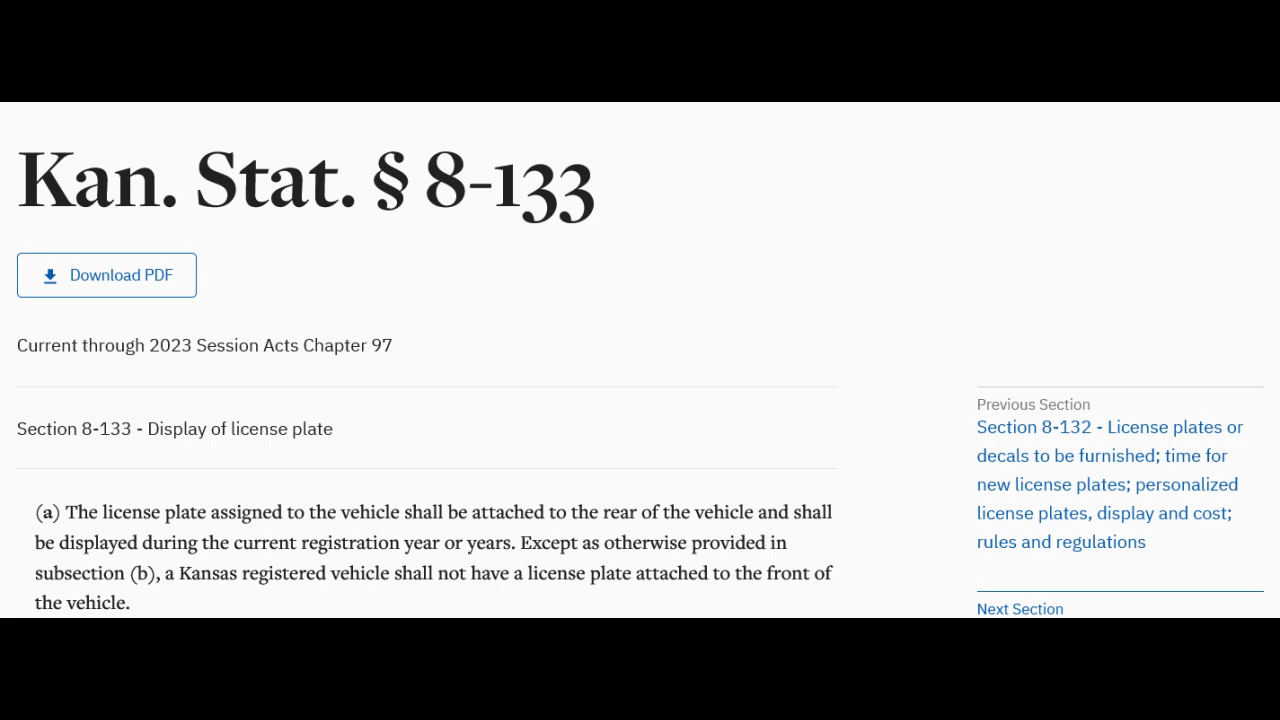 Kan. Stat. § 8-133
Download PDF
Current through 2023 Session Acts Chapter 97
Section 8-133 - Display of license plate
(a) The license plate assigned to the vehicle shall be attached to the rear of the vehicle and shall
be displayed during the current registration year or years. Except as otherwise provided in
subsection (b), a Kansas registered vehicle shall not have a license plate attached to the front of
the vehicle.
Previous Section
Section 8-132 - License plates or
decals to be furnished; time for
new license plates; personalized
license plates, display and cost;
rules and regulations
Next Section